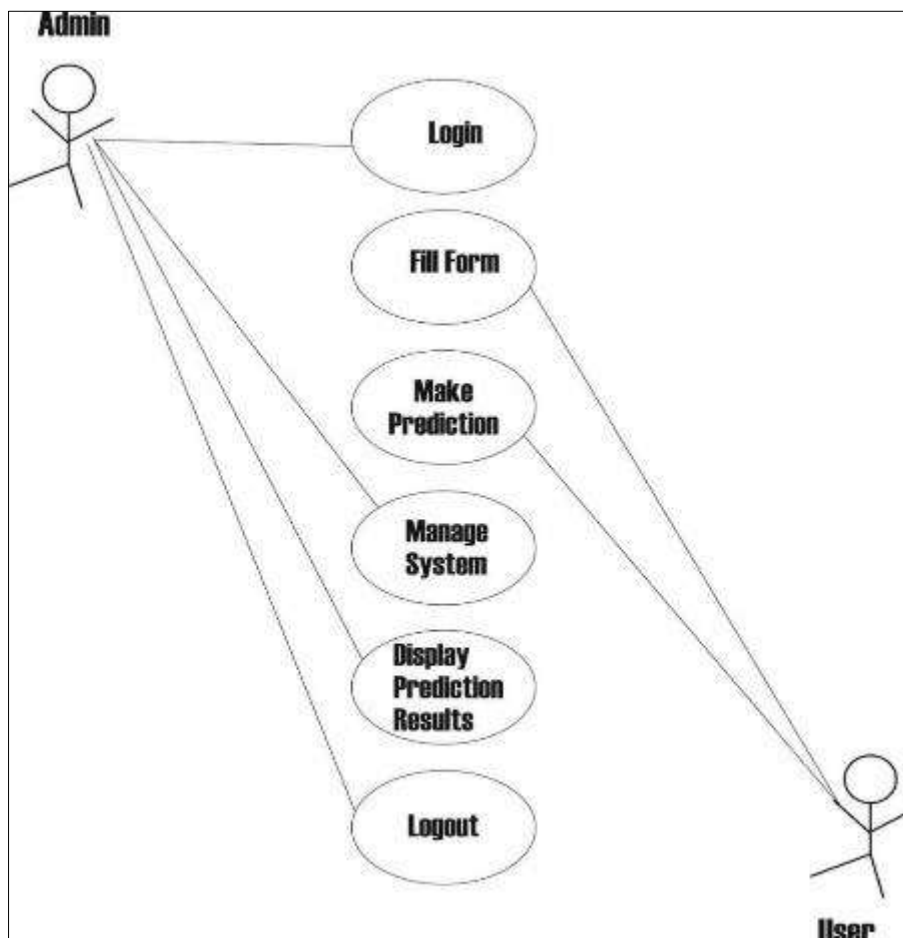 Admin
Login
Fill Form
Make
Prediction
Manage
System
Display
Prediction
Results
Logout
User